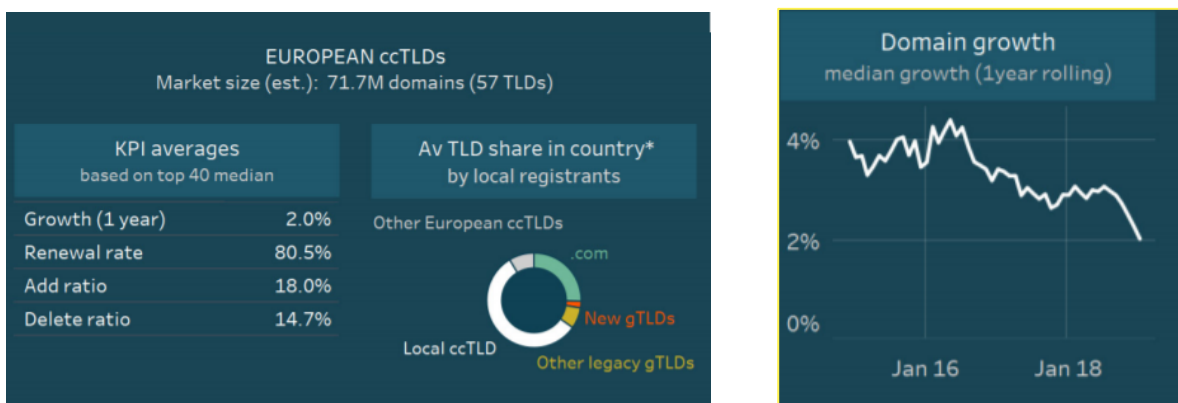 EUROPEAN ccTLDs
Market size (est.): 71.7M domains (57 TLDs)
KPI averages
based on top 40 median
Growth (1 year) 2.0%
Renewal rate 80.5%
Add ratio 18.0%
Delete ratio 14.7%
Av TLD share in country*
by local registrants
Other European ccTLDs
.com
New gTLDs
Local ccTLD
Other legacy gTLDs
Domain growth
median growth (1year rolling)
4%
2%
0%
Jan 16 Jan 18